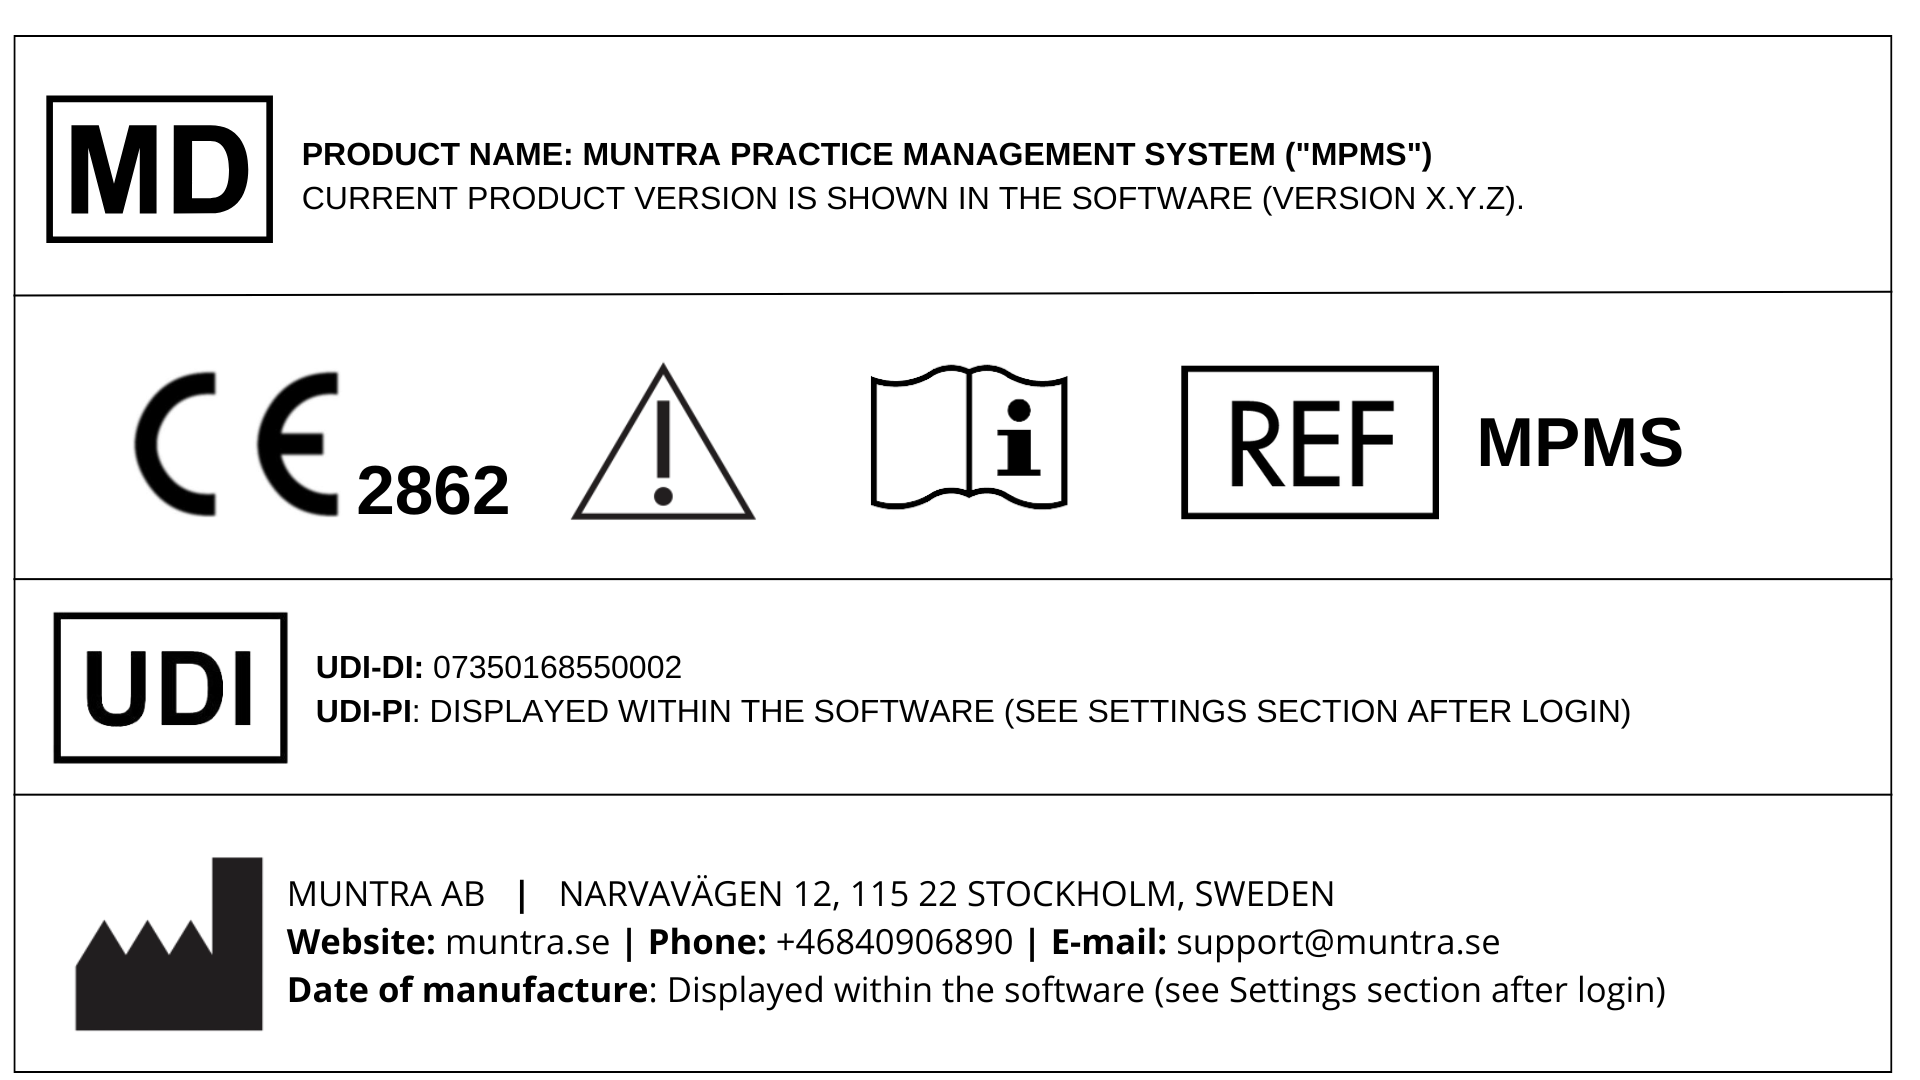 MD
PRODUCT NAME: MUNTRA PRACTICE MANAGEMENT SYSTEM ("MPMS")
CURRENT PRODUCT VERSION IS SHOWN IN THE SOFTWARE (VERSION X.Y.Z).
CE 2862
!
i
REF MPMS
UDI
UDI-DI: 07350168550002
UDI-PI: DISPLAYED WITHIN THE SOFTWARE (SEE SETTINGS SECTION AFTER LOGIN)
MUNTRA AB | NARVAVÄGEN 12, 115 22 STOCKHOLM, SWEDEN
Website: muntra.se | Phone: +46840906890 | E-mail: support@muntra.se
Date of manufacture: Displayed within the software (see Settings section after login)